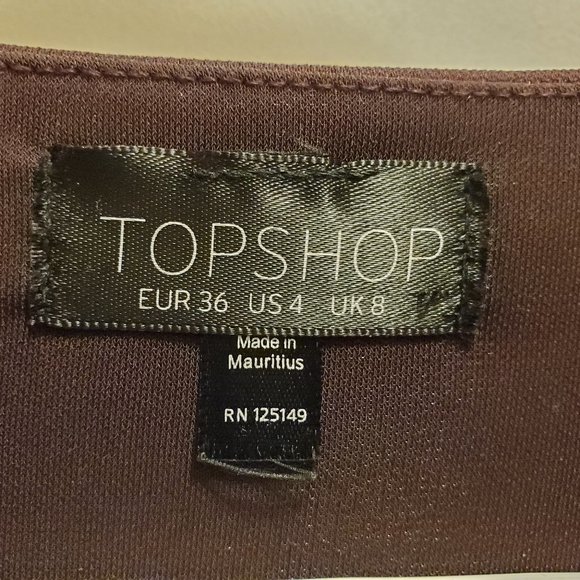 TOPSHOP
EUR 36 US 4 UK 8
Made in
Mauritius
RN 125149